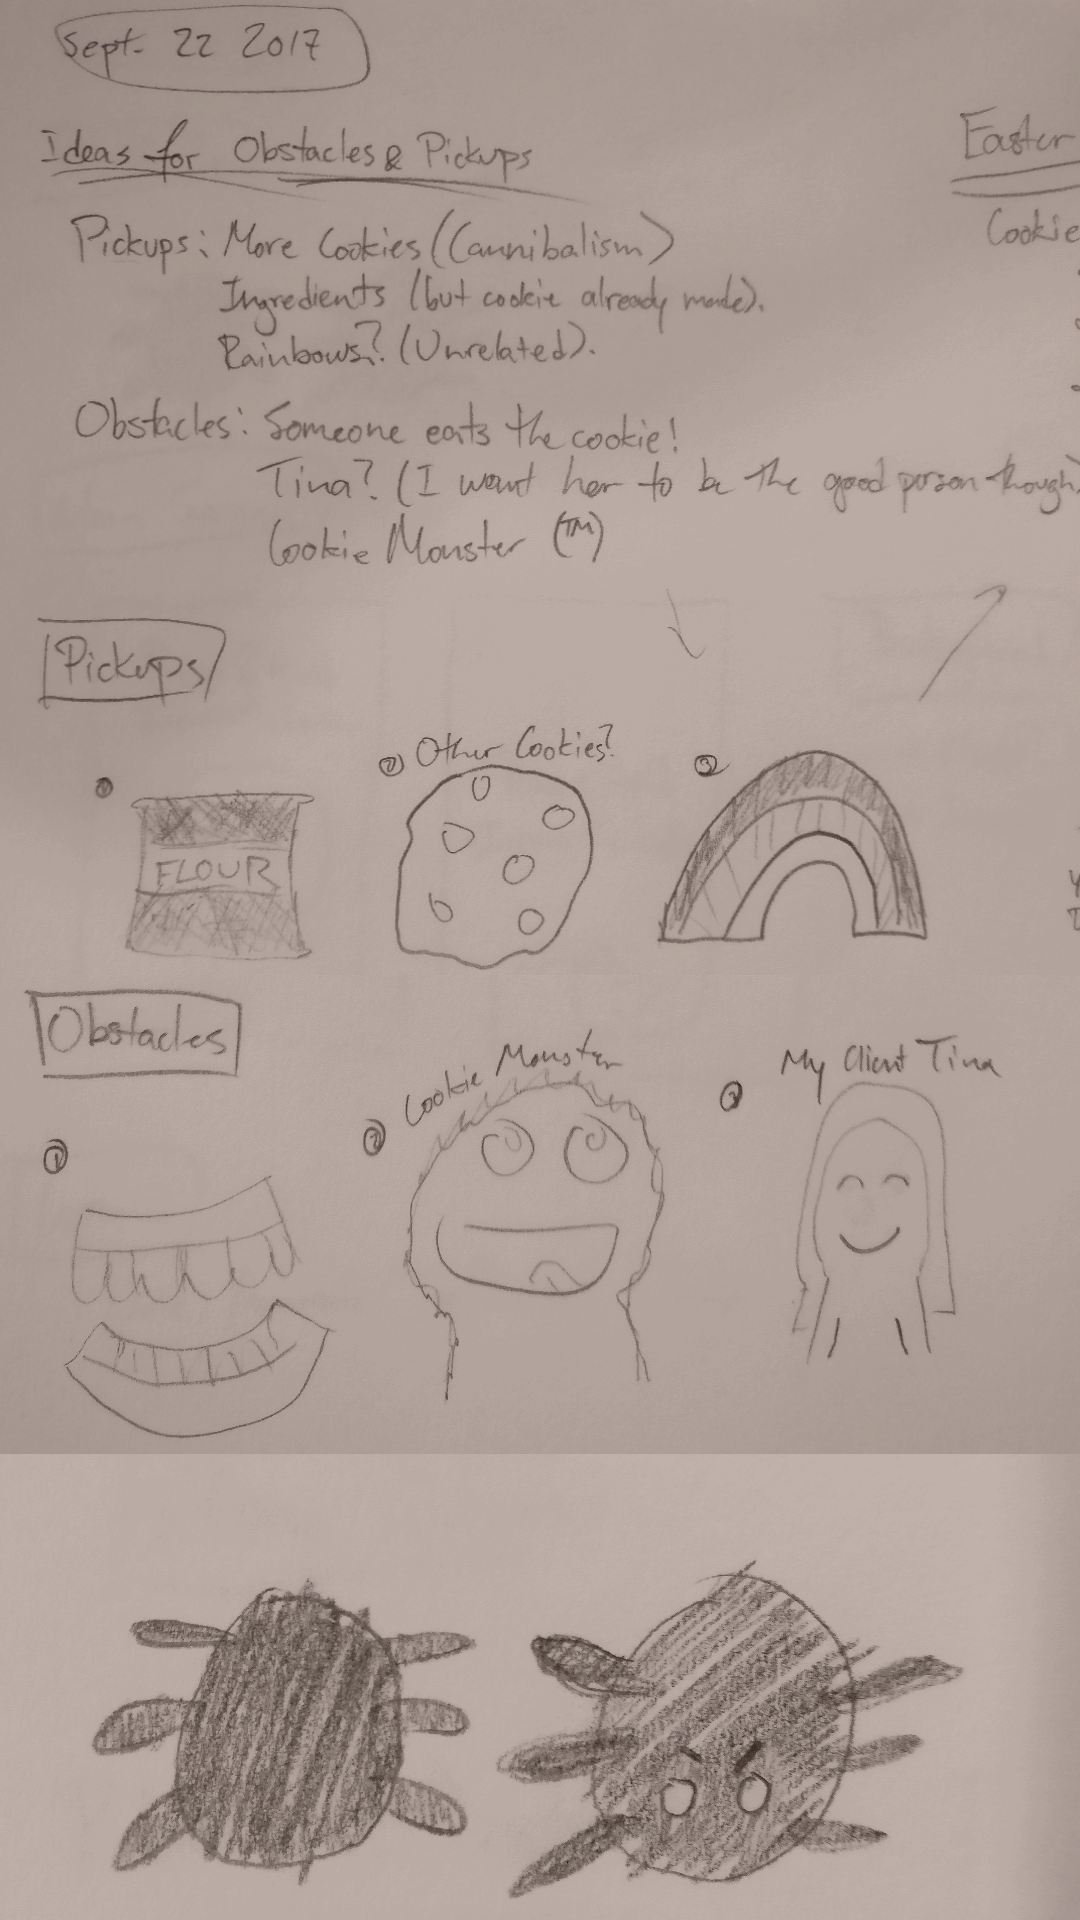 Sept. 22 2017
Ideas for Obstacles & Pickups
Easter
Cookie
Pickups: More Cookies (Cannibalism)
Ingredients (but cookie already made).
Rainbows? (Unrelated).
Obstacles: Someone eats the cookie!
Tina? (I want her to be the good person though)
Cookie Monster (TM)
Pickups
① 
② Other Cookies?
③
FLOUR
Obstacles
①
② Cookie Monster
③ My Client Tina